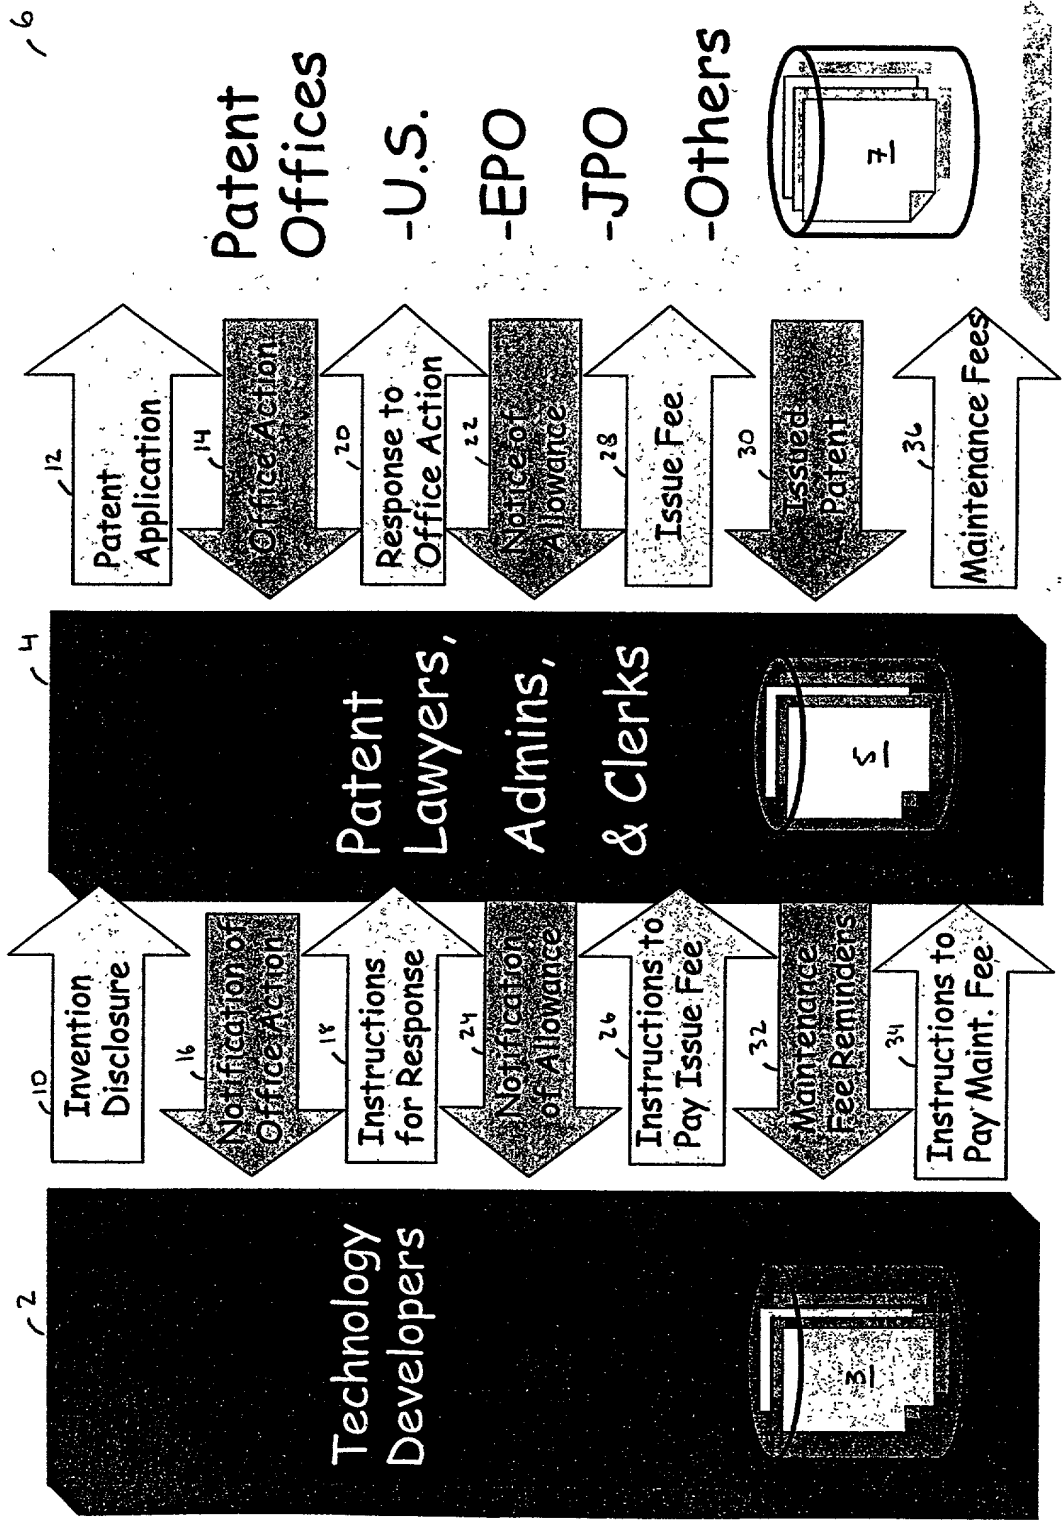 2
Technology
Developers
3
10
Invention
Disclosure
16
Notification of
Office Action
18
Instructions
for Response
24
Notification
of Allowance
26
Instructions to
Pay Issue Fee
32
Maintenance
Fee Reminders
34
Instructions to
Pay Maint. Fee
4
Patent
Lawyers,
Admins,
& Clerks
5
12
Patent
Application
14
Office Action
20
Response to
Office Action
22
Notice of
Allowance
28
Issue Fee
30
Issued
Patent
36
Maintenance Fees
6
Patent
Offices
-U.S.
-EPO
-JPO
-Others
7